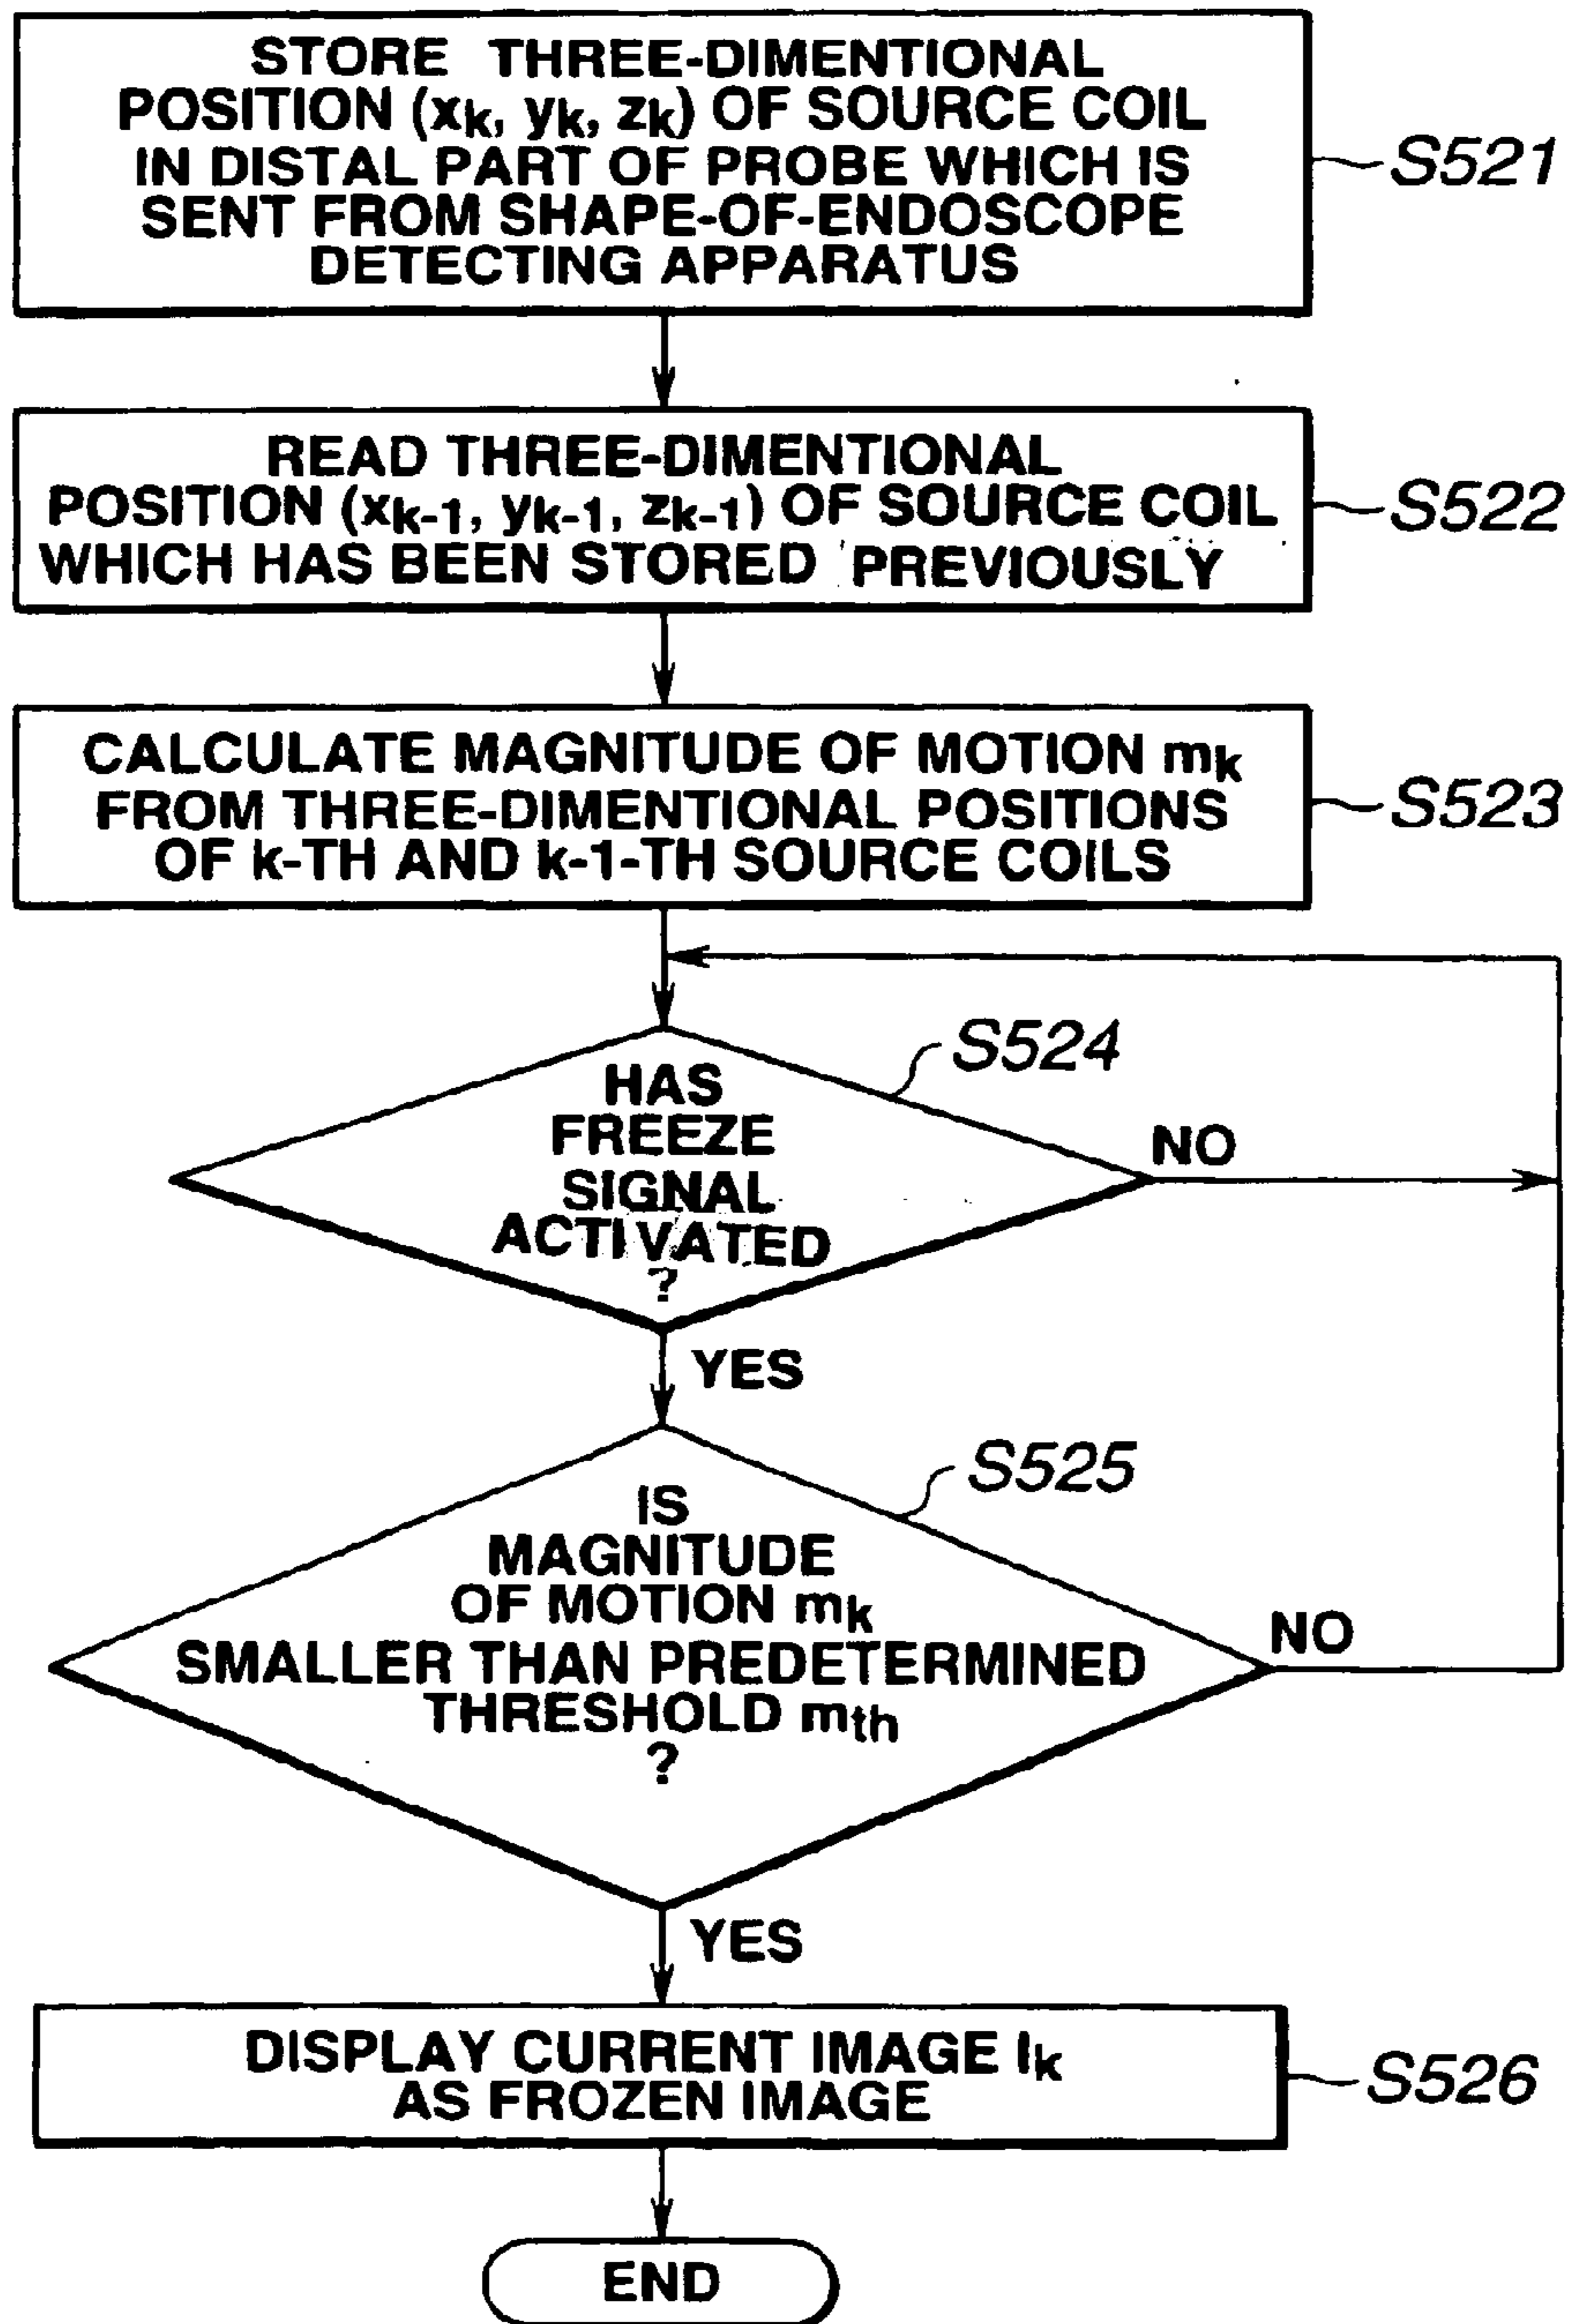 STORE THREE-DIMENTIONAL
POSITION (xk, yk, zk) OF SOURCE COIL
IN DISTAL PART OF PROBE WHICH IS
SENT FROM SHAPE-OF-ENDOSCOPE
DETECTING APPARATUS
S521
READ THREE-DIMENTIONAL
POSITION (xk-1, yk-1, zk-1) OF SOURCE COIL
WHICH HAS BEEN STORED PREVIOUSLY
S522
CALCULATE MAGNITUDE OF MOTION mk
FROM THREE-DIMENTIONAL POSITIONS
OF k-TH AND k-1-TH SOURCE COILS
S523
S524
HAS
FREEZE
SIGNAL
ACTIVATED
?
NO
YES
S525
IS
MAGNITUDE
OF MOTION mk
SMALLER THAN PREDETERMINED
THRESHOLD mth
?
NO
YES
DISPLAY CURRENT IMAGE Ik
AS FROZEN IMAGE
S526
END